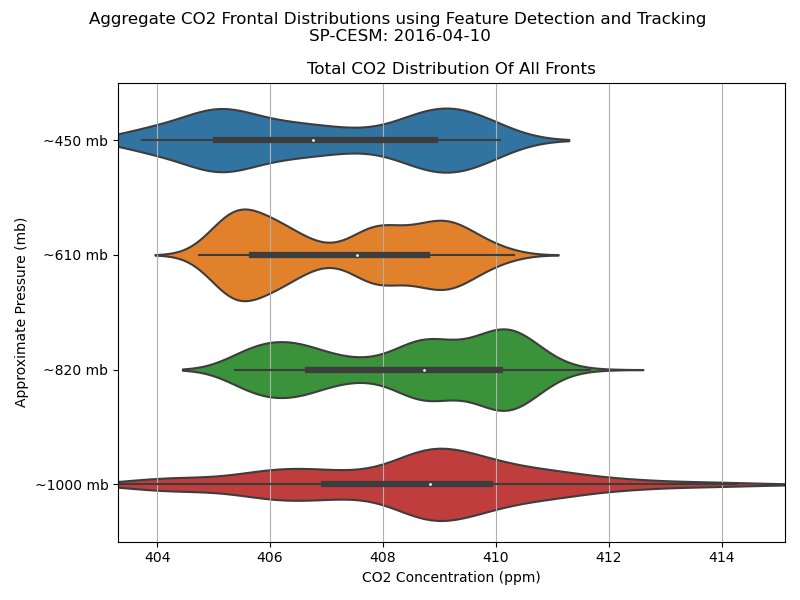 Aggregate CO2 Frontal Distributions using Feature Detection and Tracking
SP-CESM: 2016-04-10
Total CO2 Distribution Of All Fronts
Approximate Pressure (mb)
~450 mb
~610 mb
~820 mb
~1000 mb
404 406 408 410 412 414
CO2 Concentration (ppm)